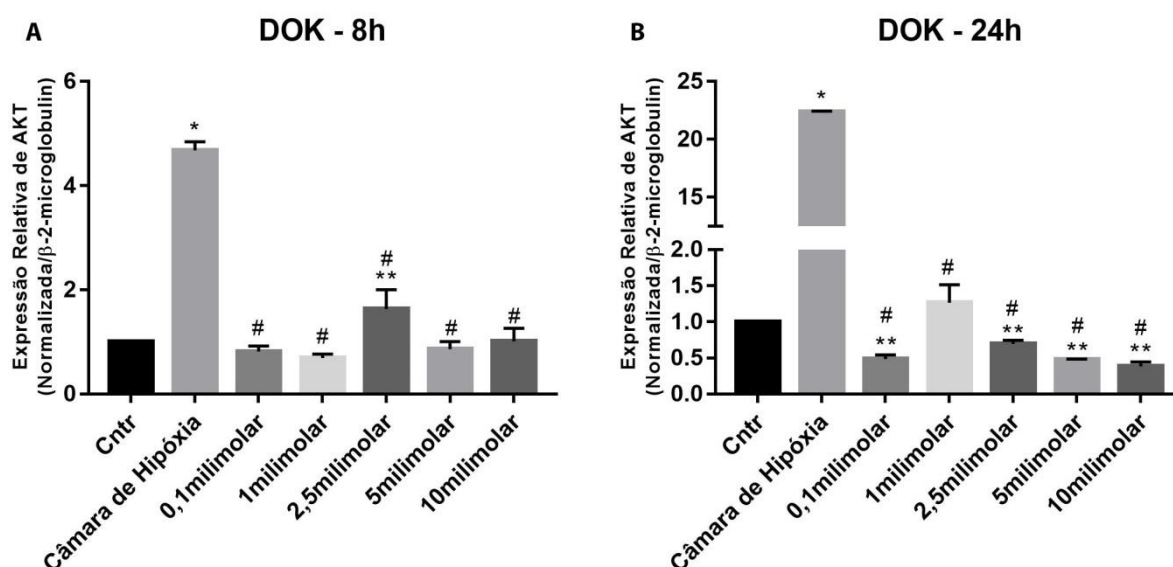 A
DOK - 8h
Expressão Relativa de AKT
(Normalizada/β-2-microglobulin)
6
4
2
0
*
#
#
#
**
#
#
Cntr
Câmara de Hipóxia
0,1milimolar
1milimolar
2,5milimolar
5milimolar
10milimolar
B
DOK - 24h
Expressão Relativa de AKT
(Normalizada/β-2-microglobulin)
25
20
15
2.0
1.5
1.0
0.5
0.0
*
#
**
#
#
**
#
**
#
**
Cntr
Câmara de Hipóxia
0,1milimolar
1milimolar
2,5milimolar
5milimolar
10milimolar